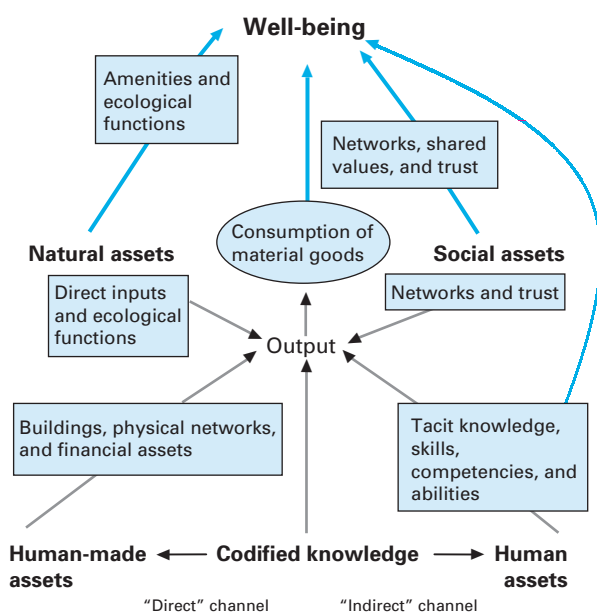 Well-being
Amenities and
ecological
functions
Networks, shared
values, and trust
Consumption of
material goods
Natural assets
Social assets
Direct inputs
and ecological
functions
Networks and trust
Output
Buildings, physical networks,
and financial assets
Tacit knowledge,
skills,
competencies, and
abilities
Human-made
assets
Codified knowledge
Human
assets
“Direct” channel
“Indirect” channel